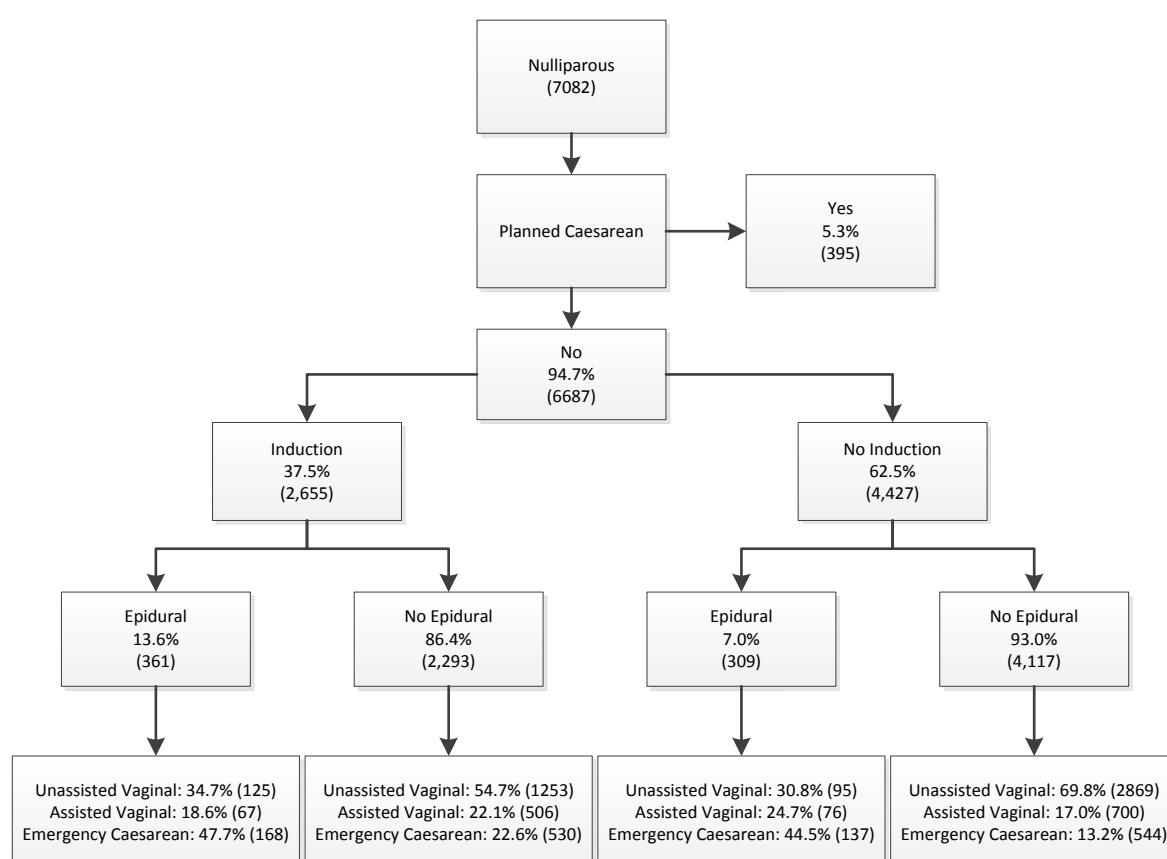 Nulliparous
(7082)
Planned Caesarean
Yes
5.3%
(395)
No
94.7%
(6687)
Induction
37.5%
(2,655)
No Induction
62.5%
(4,427)
Epidural
13.6%
(361)
No Epidural
86.4%
(2,293)
Epidural
7.0%
(309)
No Epidural
93.0%
(4,117)
Unassisted Vaginal: 34.7% (125)
Assisted Vaginal: 18.6% (67)
Emergency Caesarean: 47.7% (168)
Unassisted Vaginal: 54.7% (1253)
Assisted Vaginal: 22.1% (506)
Emergency Caesarean: 22.6% (530)
Unassisted Vaginal: 30.8% (95)
Assisted Vaginal: 24.7% (76)
Emergency Caesarean: 44.5% (137)
Unassisted Vaginal: 69.8% (2869)
Assisted Vaginal: 17.0% (700)
Emergency Caesarean: 13.2% (544)